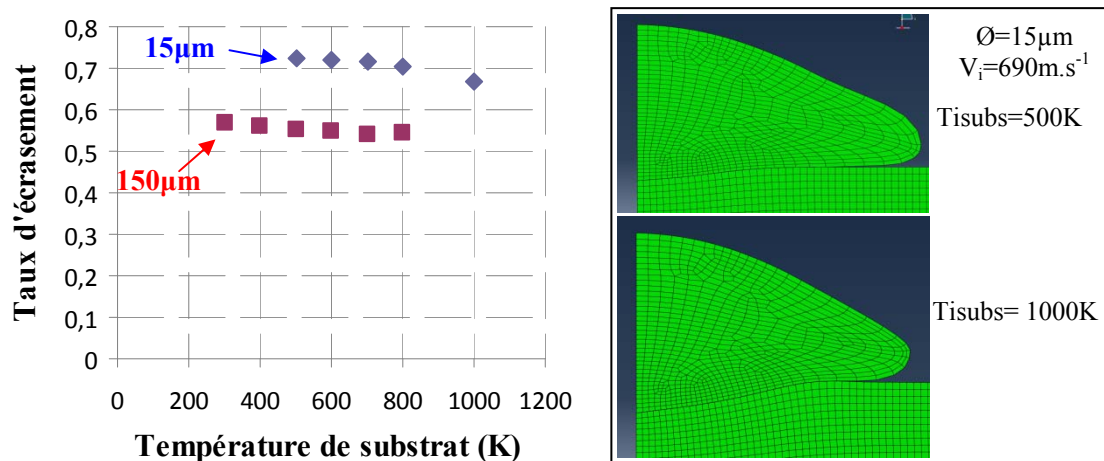 0,8
0,7
0,6
0,5
0,4
0,3
0,2
0,1
0
15µm
150µm
Taux d'écrasement
0 200 400 600 800 1000 1200
Température de substrat (K)
Ø=15µm
Vᵢ=690m.s⁻¹
Tisubs=500K
Tisubs= 1000K